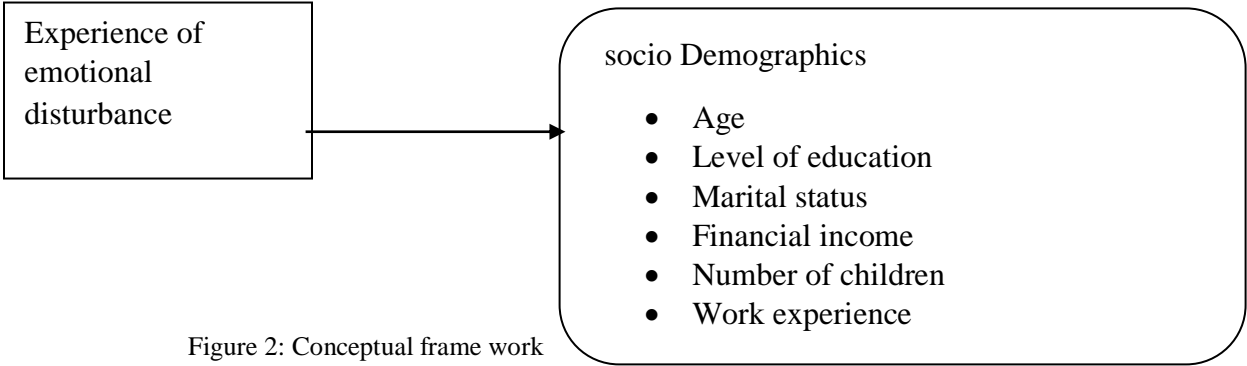 Experience of
emotional
disturbance
socio Demographics
• Age
• Level of education
• Marital status
• Financial income
• Number of children
• Work experience
Figure 2: Conceptual frame work